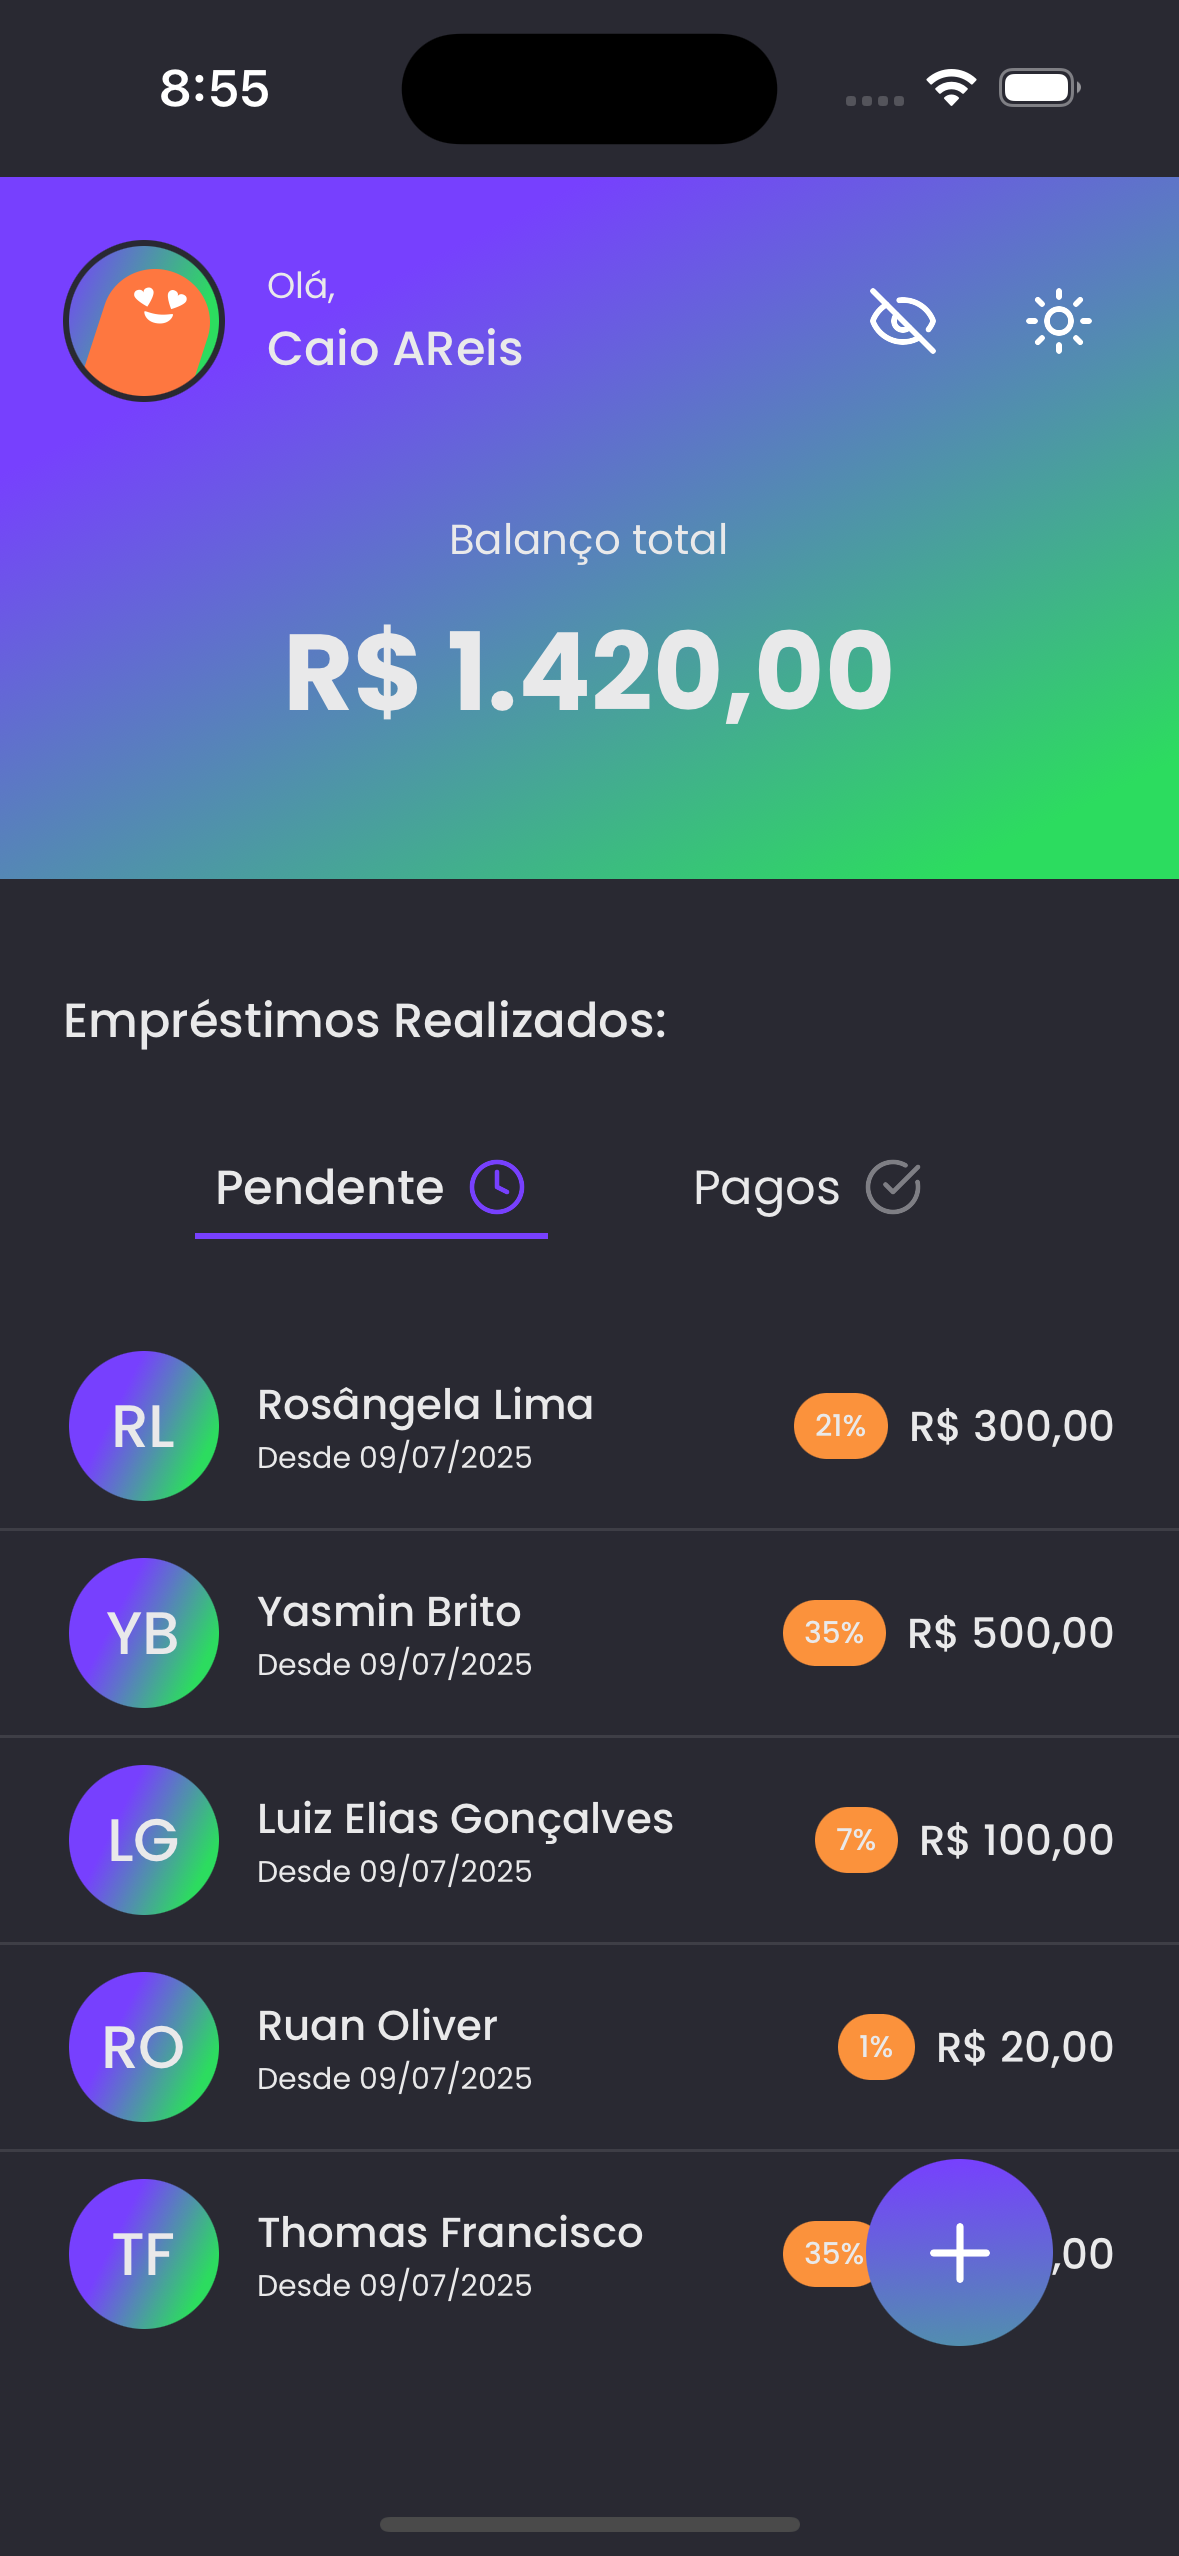 8:55
Olá,
Caio AReis
Balanço total
R$ 1.420,00
Empréstimos Realizados:
Pendente Pagos
RL Rosângela Lima 21% R$ 300,00
Desde 09/07/2025
YB Yasmin Brito 35% R$ 500,00
Desde 09/07/2025
LG Luiz Elias Gonçalves 7% R$ 100,00
Desde 09/07/2025
RO Ruan Oliver 1% R$ 20,00
Desde 09/07/2025
TF Thomas Francisco 35% ,00
Desde 09/07/2025